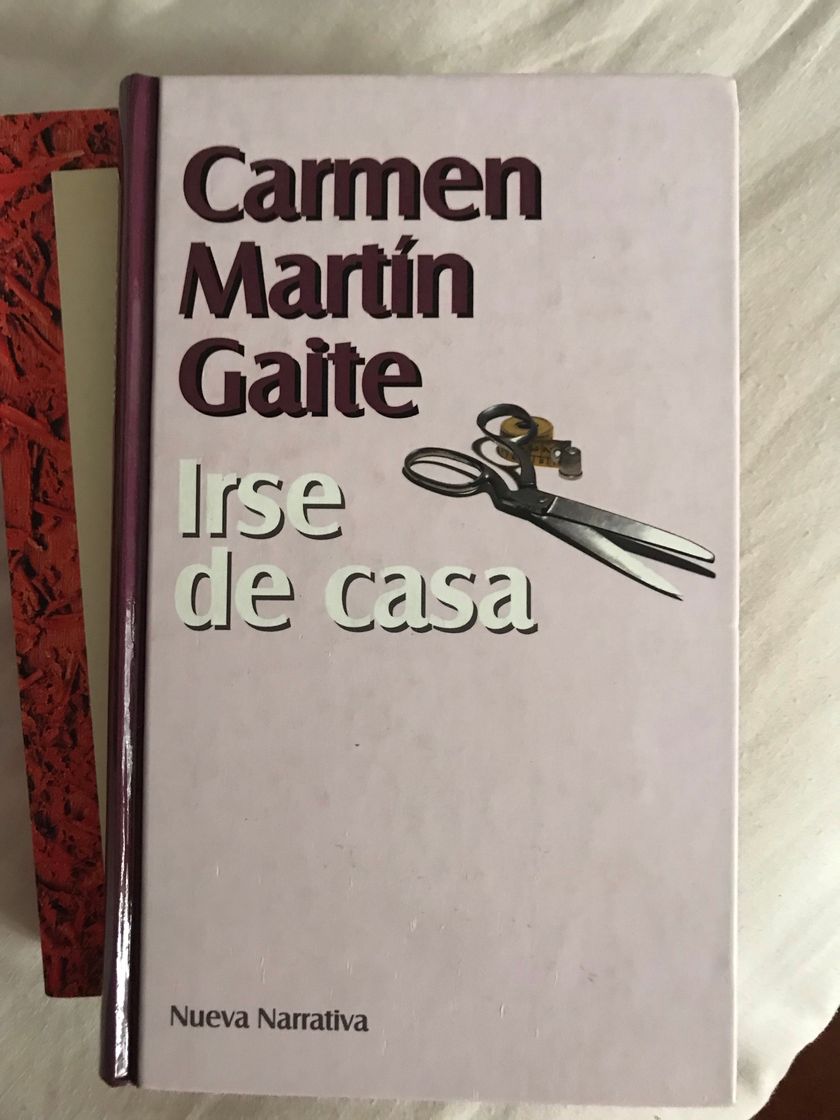 Carmen
Martín
Gaite
Irse
de casa
Nueva Narrativa